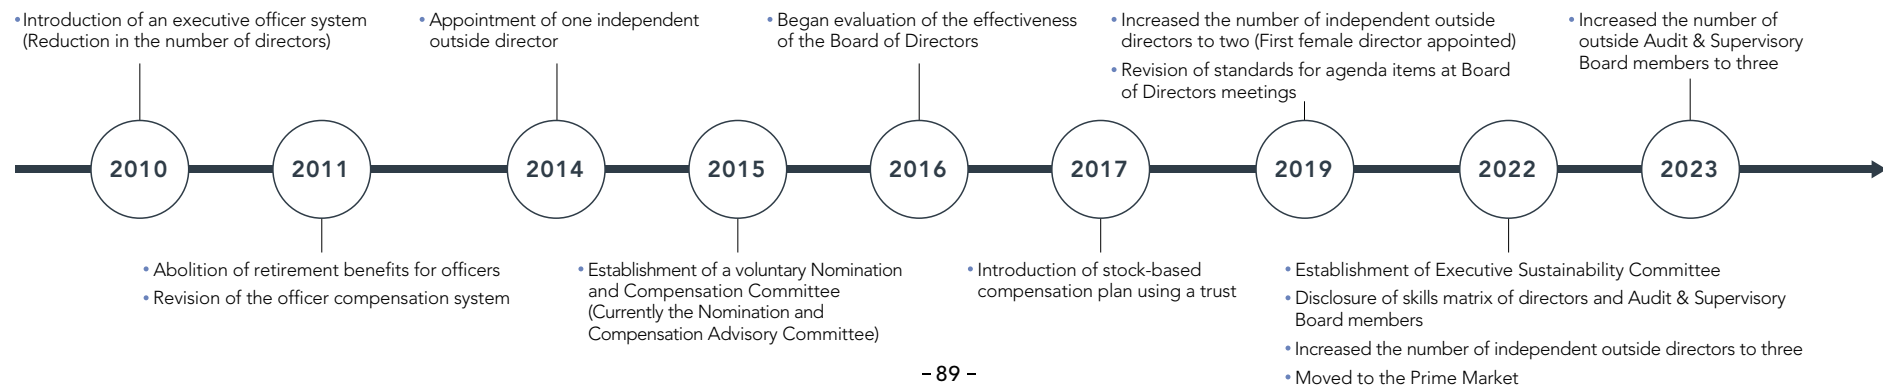 •Introduction of an executive officer system
(Reduction in the number of directors)
•Appointment of one independent
outside director
•Began evaluation of the effectiveness
of the Board of Directors
•Increased the number of independent outside
directors to two (First female director appointed)
•Revision of standards for agenda items at Board
of Directors meetings
•Increased the number of
outside Audit & Supervisory
Board members to three
2010
2011
2014
2015
2016
2017
2019
2022
2023
•Abolition of retirement benefits for officers
•Revision of the officer compensation system
•Establishment of a voluntary Nomination
and Compensation Committee
(Currently the Nomination and
Compensation Advisory Committee)
•Introduction of stock-based
compensation plan using a trust
•Establishment of Executive Sustainability Committee
•Disclosure of skills matrix of directors and Audit & Supervisory
Board members
•Increased the number of independent outside directors to three
•Moved to the Prime Market
– 89 –